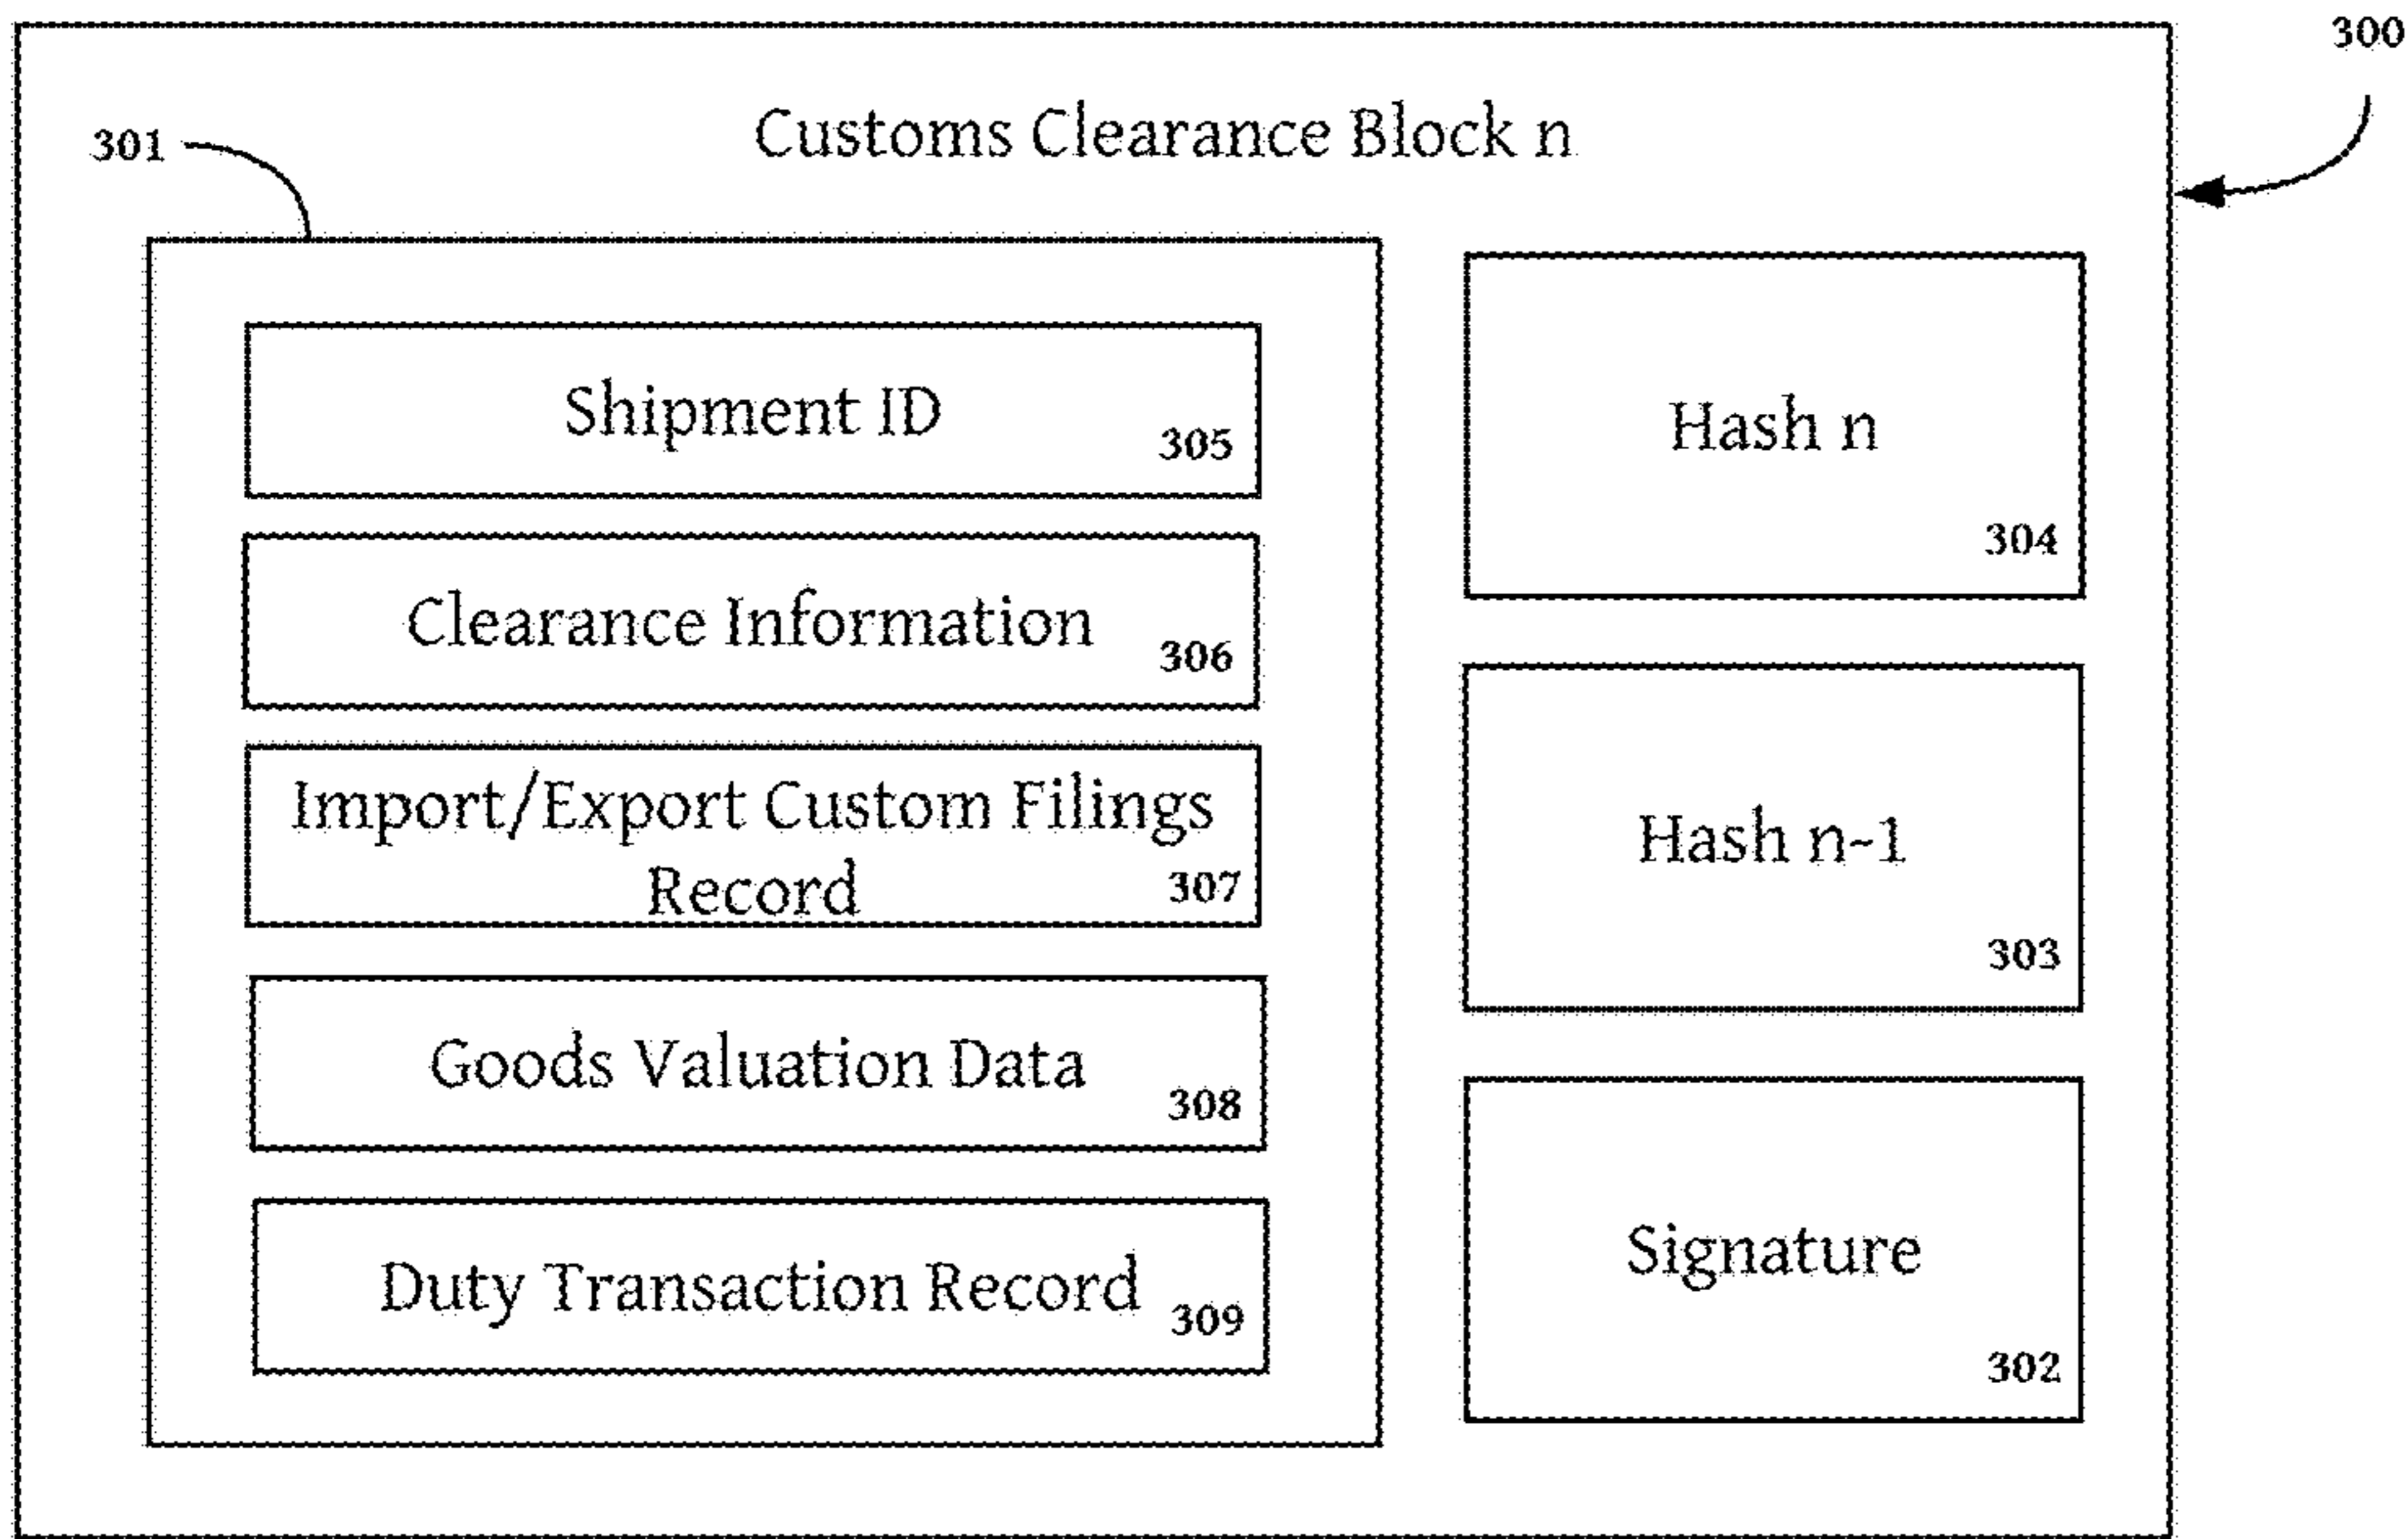 300
Customs Clearance Block n
301
Shipment ID
305
Clearance Information
306
Import/Export Custom Filings
Record
307
Goods Valuation Data
308
Duty Transaction Record
309
Hash n
304
Hash n-1
303
Signature
302